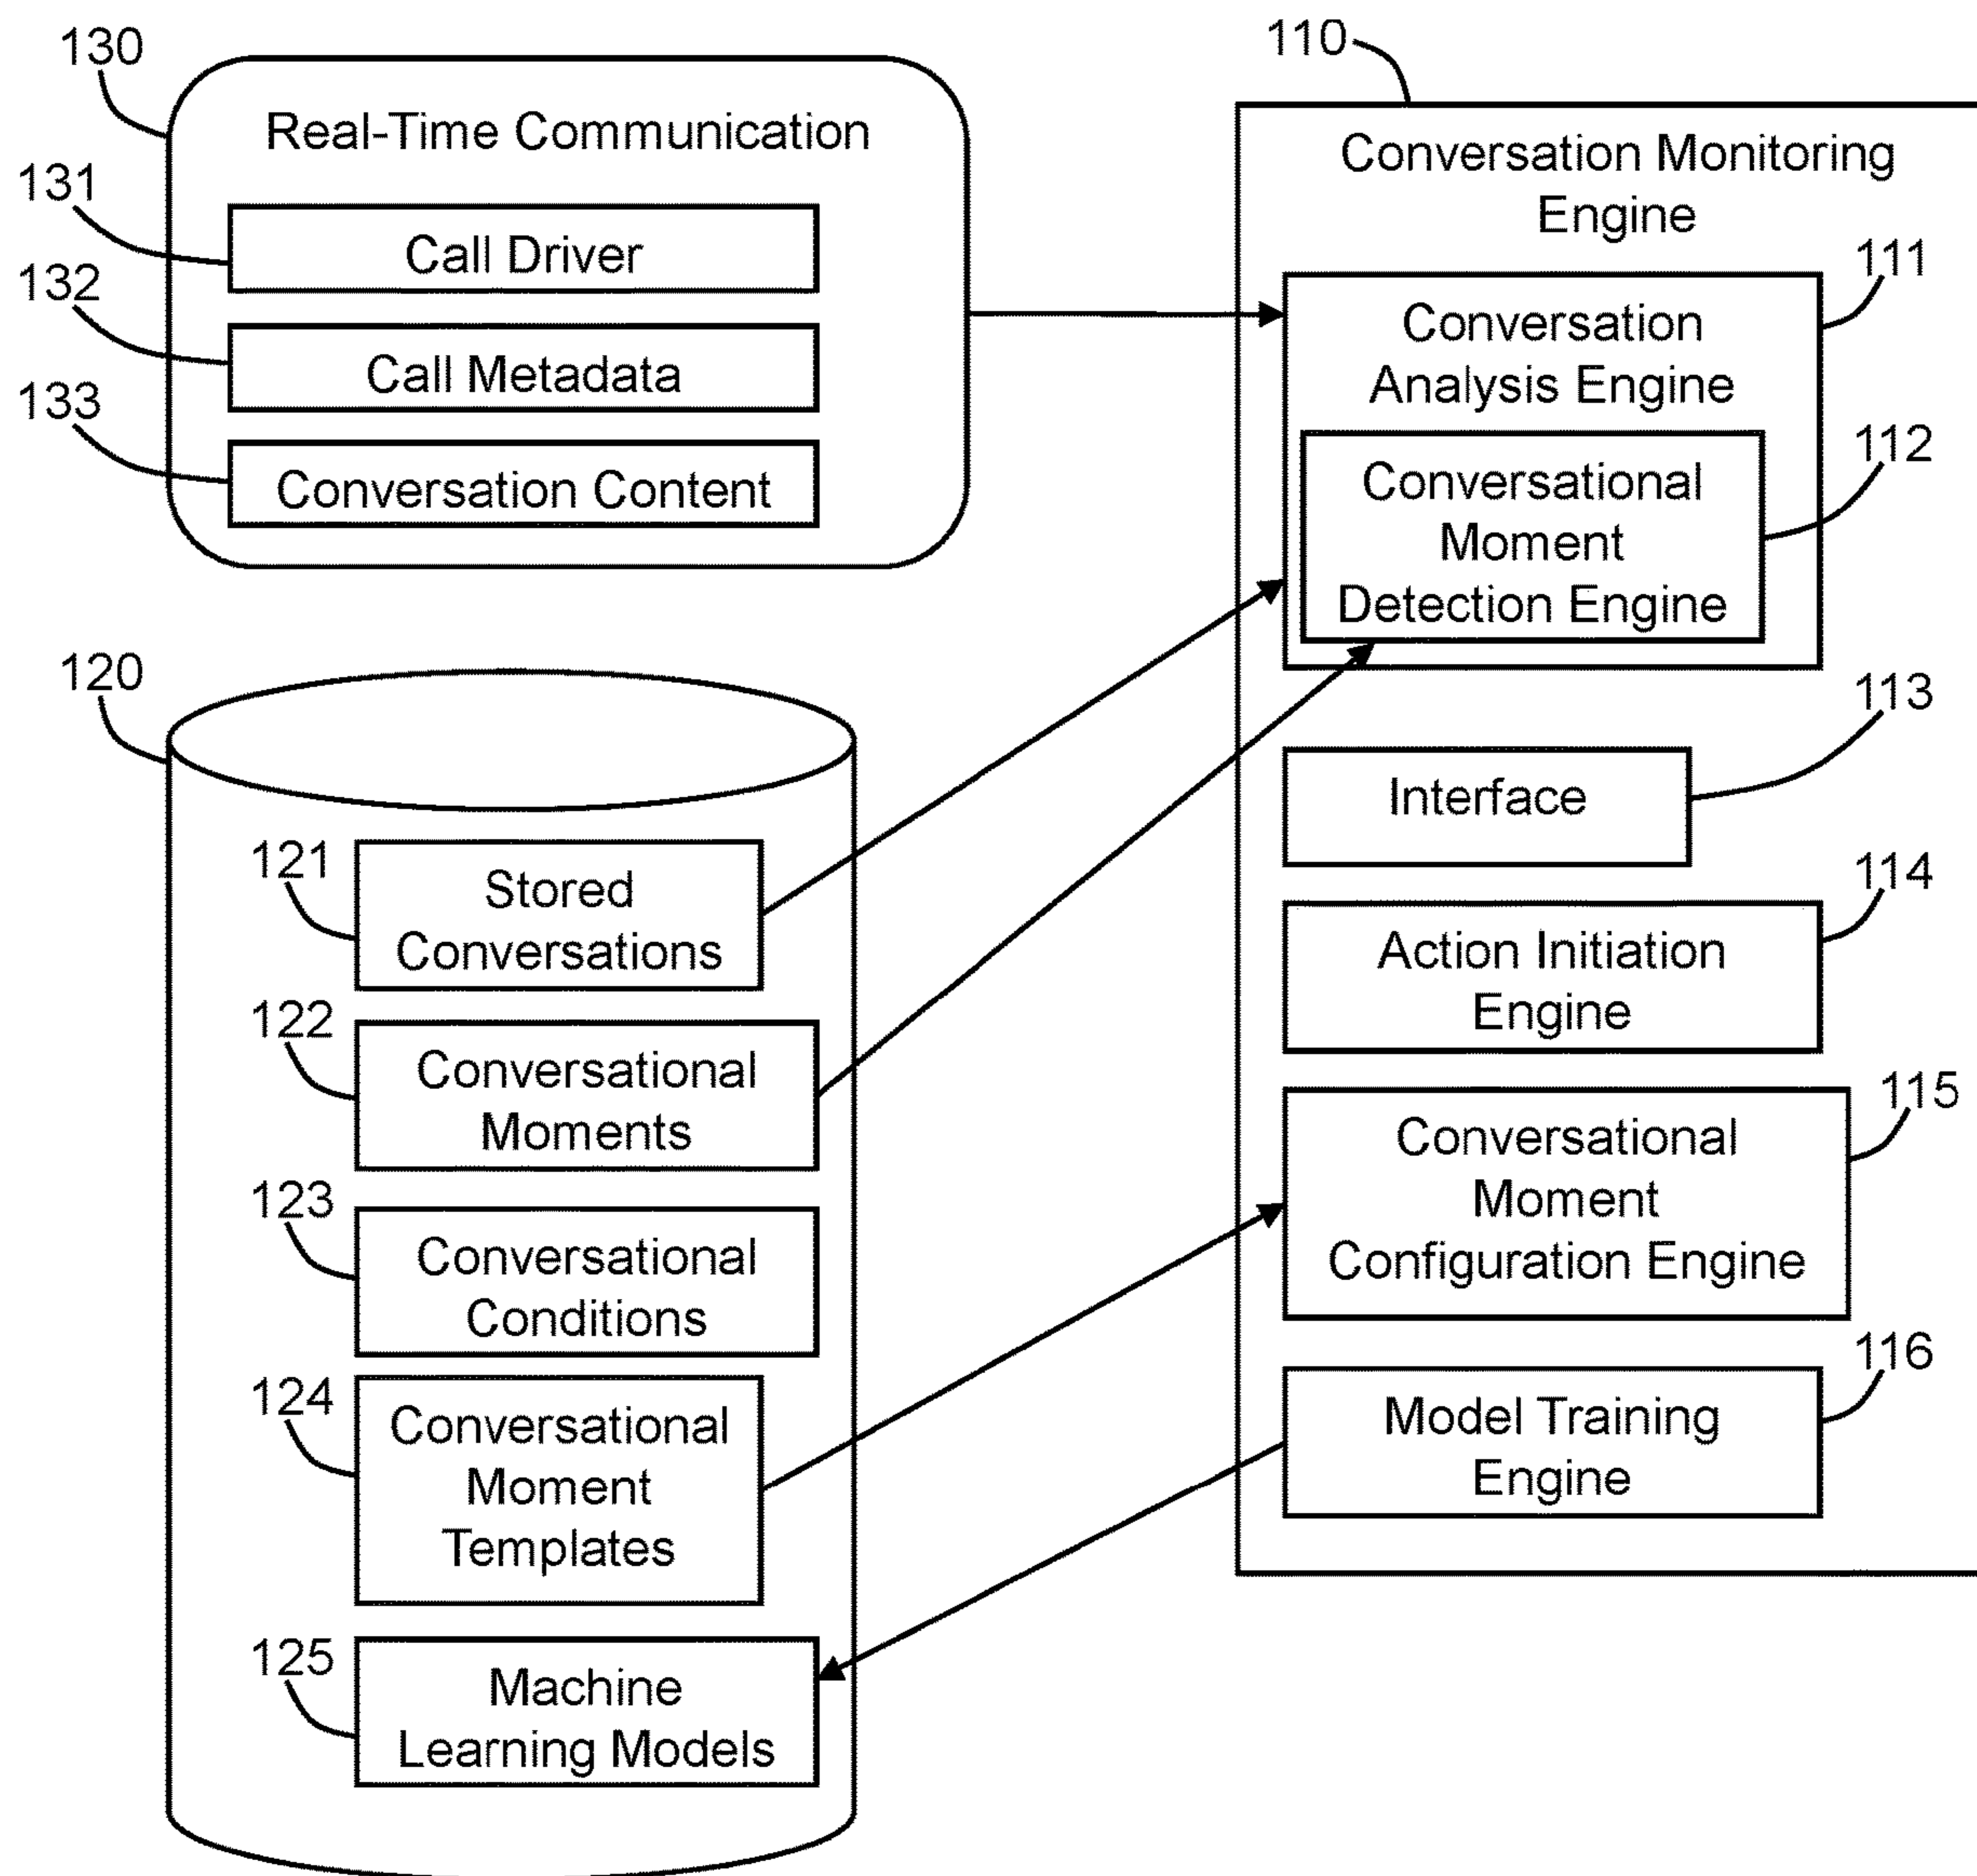 130
Real-Time Communication
131
Call Driver
132
Call Metadata
133
Conversation Content
110
Conversation Monitoring
Engine
111
Conversation
Analysis Engine
112
Conversational
Moment
Detection Engine
113
Interface
114
Action Initiation
Engine
115
Conversational
Moment
Configuration Engine
116
Model Training
Engine
120
121
Stored
Conversations
122
Conversational
Moments
123
Conversational
Conditions
124
Conversational
Moment
Templates
125
Machine
Learning Models